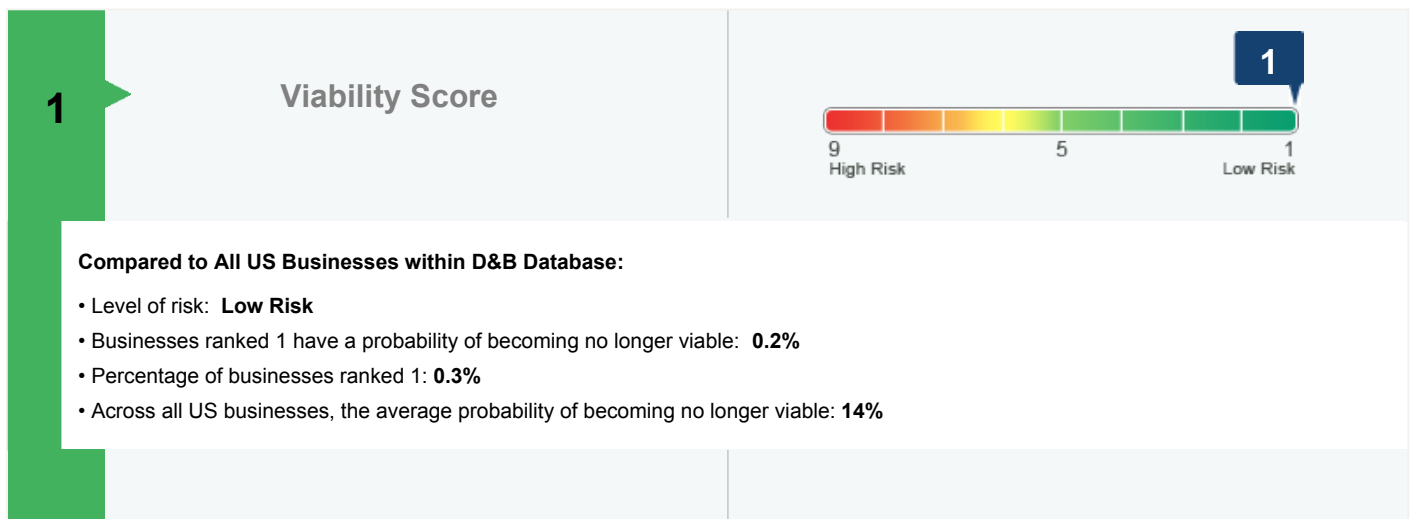 1
Viability Score
1
9 5 1
High Risk Low Risk
Compared to All US Businesses within D&B Database:
• Level of risk: Low Risk
• Businesses ranked 1 have a probability of becoming no longer viable: 0.2%
• Percentage of businesses ranked 1: 0.3%
• Across all US businesses, the average probability of becoming no longer viable: 14%